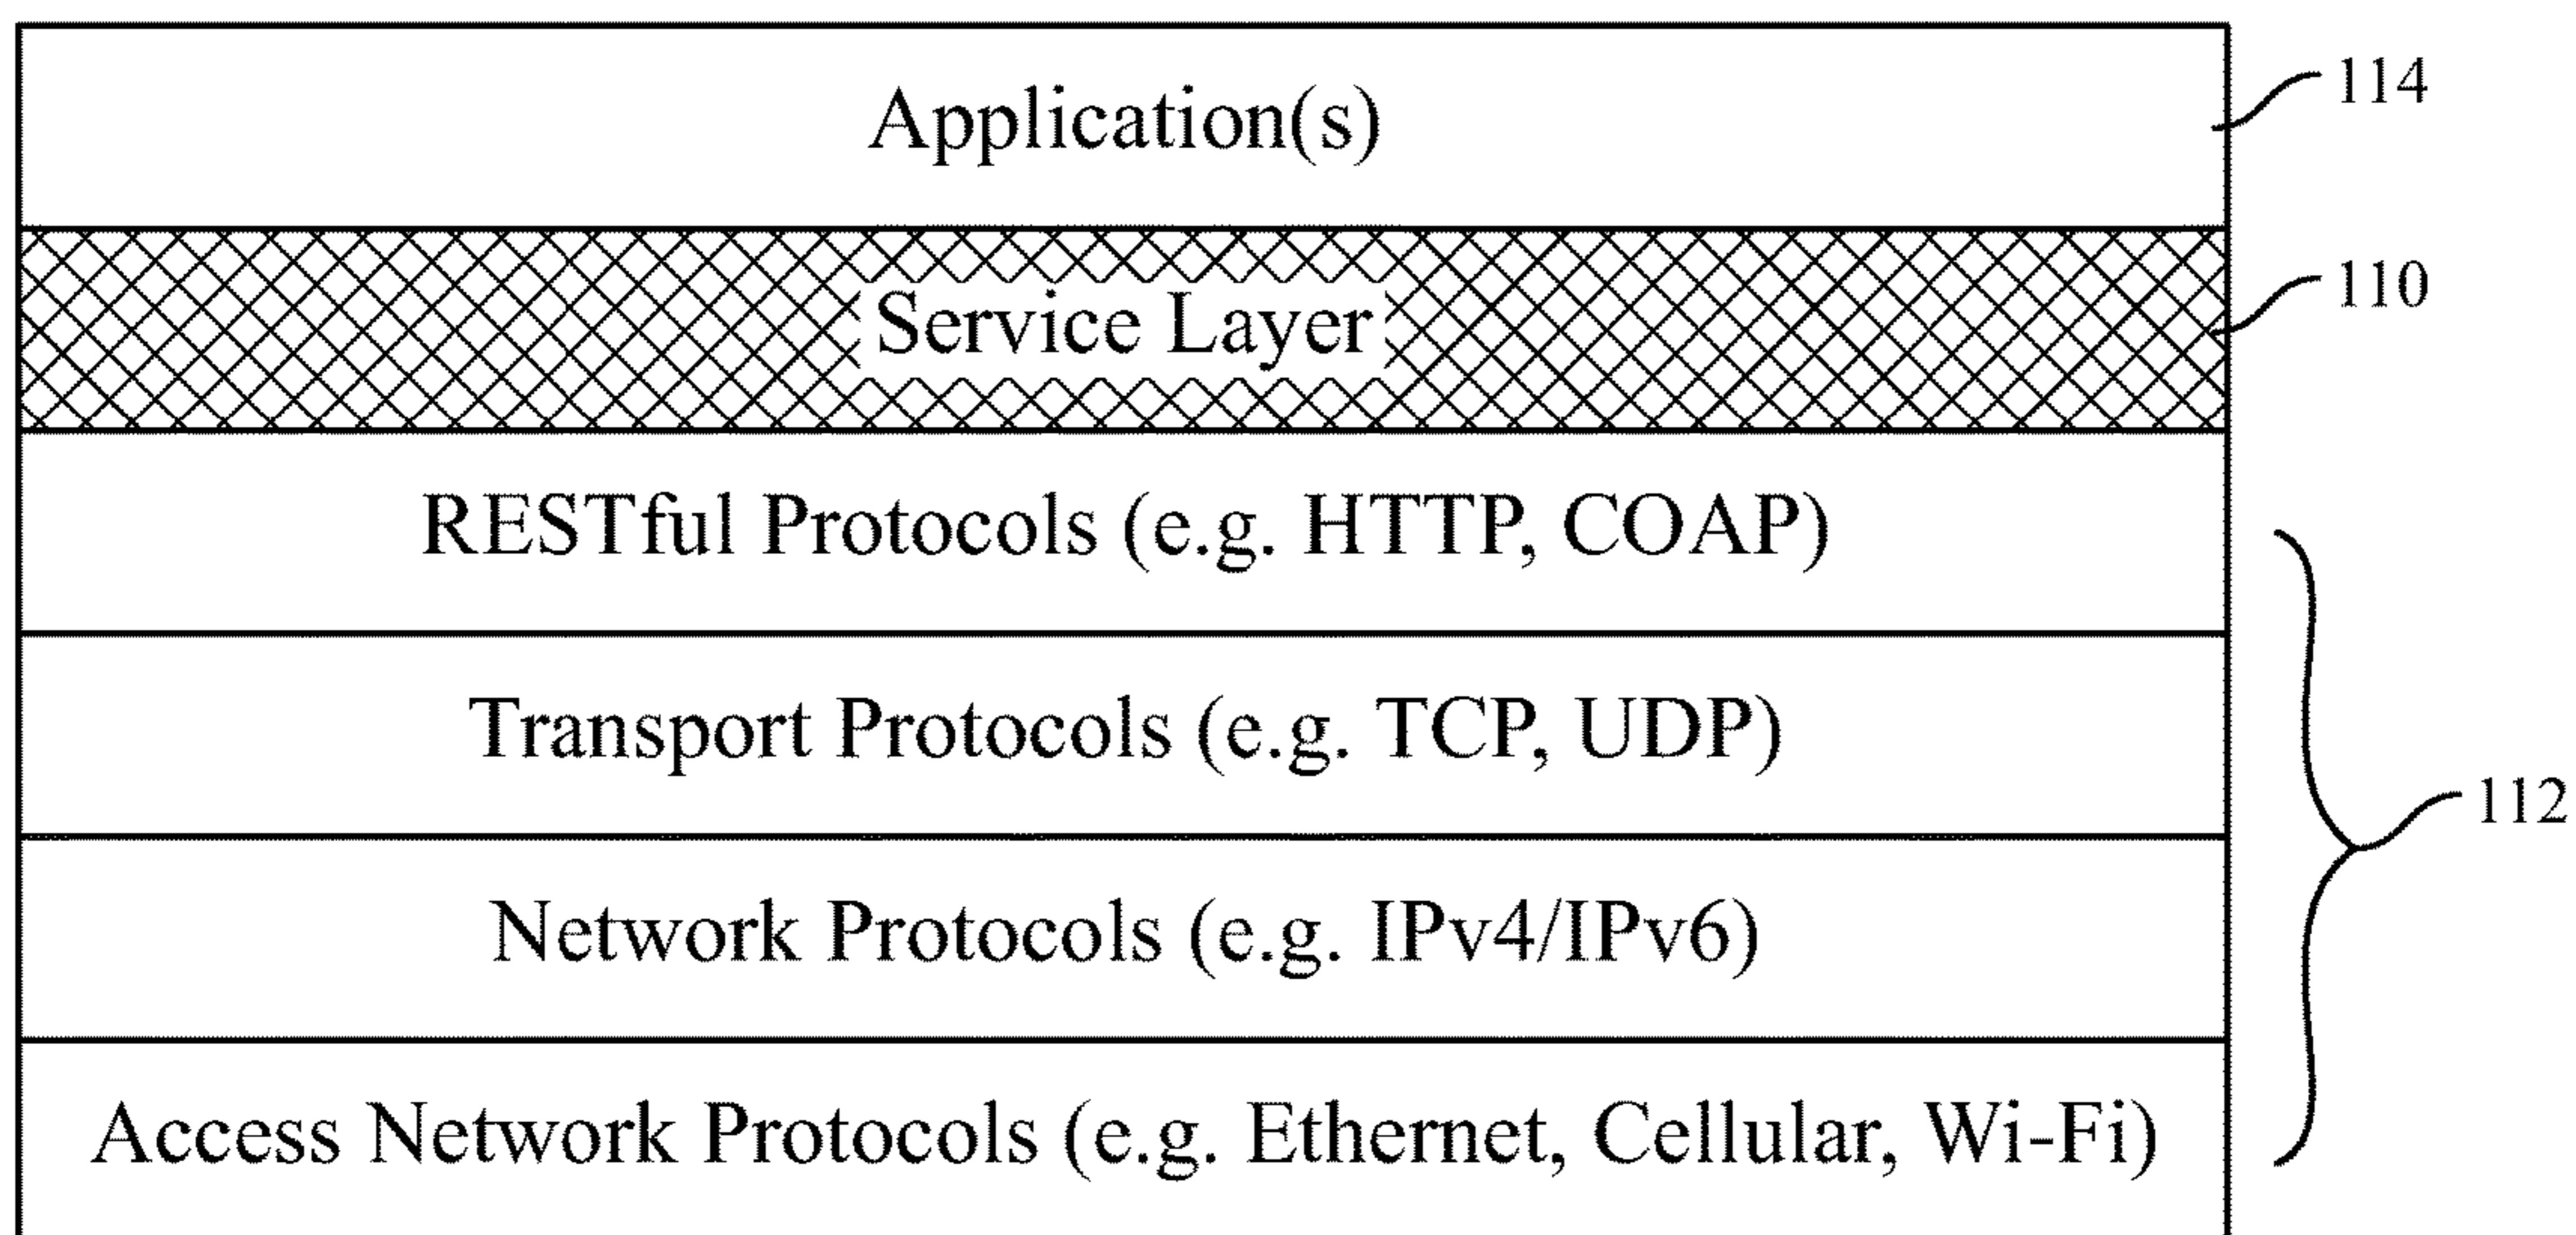 Application(s)
114
Service Layer
110
RESTful Protocols (e.g. HTTP, COAP)
Transport Protocols (e.g. TCP, UDP)
112
Network Protocols (e.g. IPv4/IPv6)
Access Network Protocols (e.g. Ethernet, Cellular, Wi-Fi)